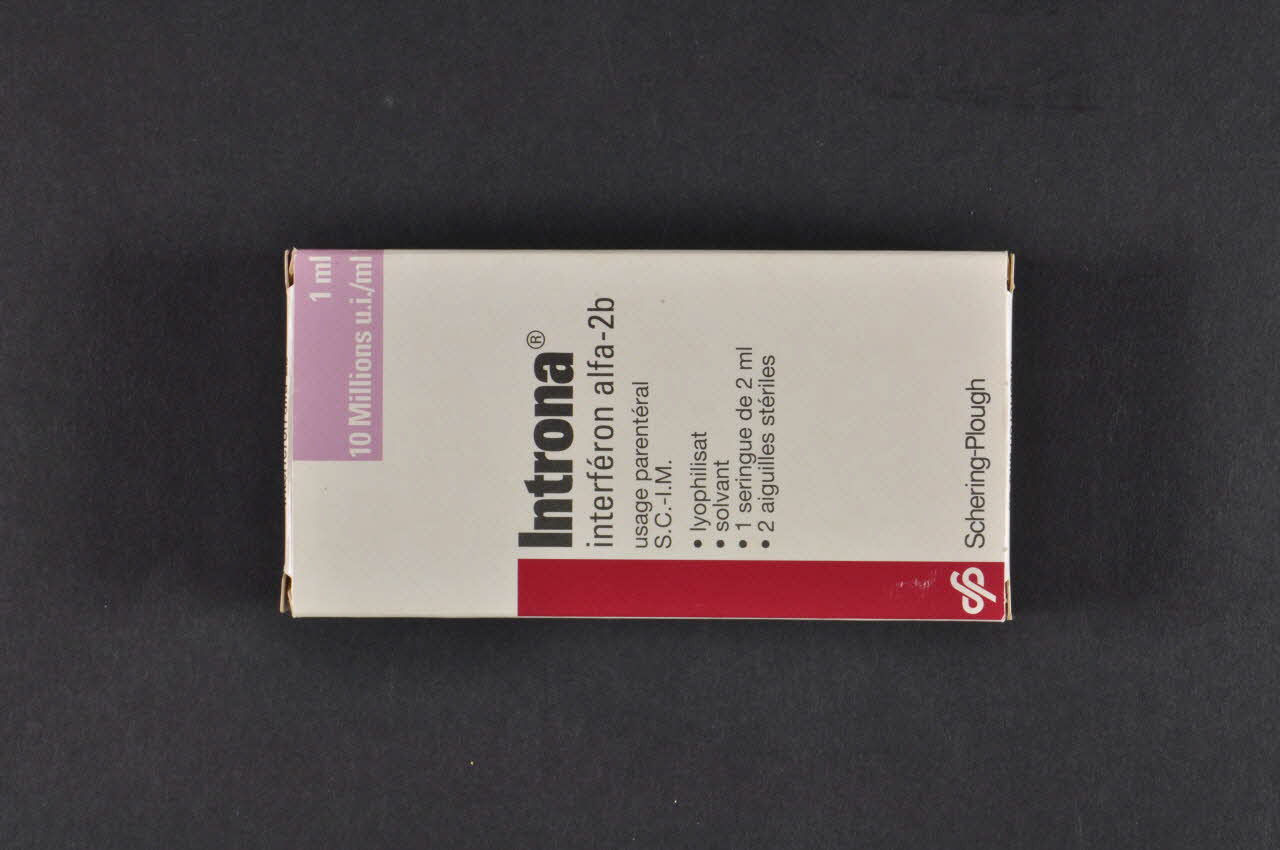 1 ml
10 Millions u.i./ml
Introna®
interféron alfa-2b
usage parentéral
S.C.-I.M.
• lyophilisat
• solvant
• 1 seringue de 2 ml
• 2 aiguilles stériles
Schering-Plough